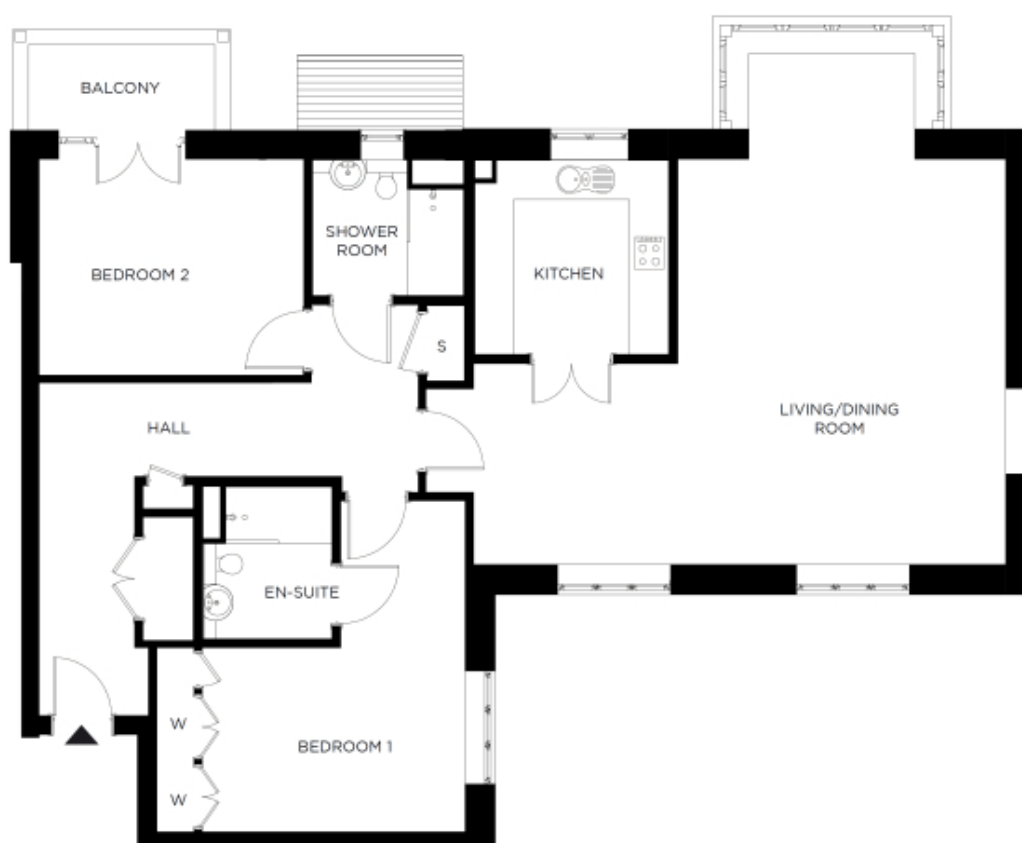 BALCONY
SHOWER
ROOM
BEDROOM 2
KITCHEN
S
LIVING/DINING
ROOM
HALL
EN-SUITE
W
BEDROOM 1
W